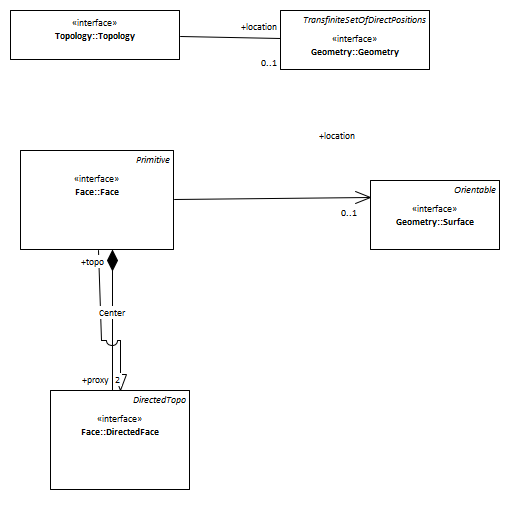 «interface»
Topology::Topology
+location
0..1
TransfiniteSetOfDirectPositions
«interface»
Geometry::Geometry
+location
Primitive
«interface»
Face::Face
0..1
Orientable
«interface»
Geometry::Surface
+topo
Center
+proxy
2
DirectedTopo
«interface»
Face::DirectedFace